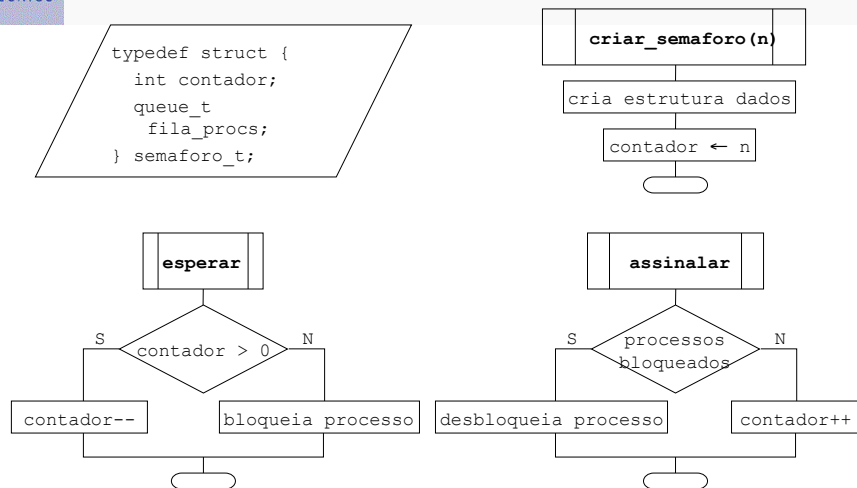 typedef struct {
int contador;
queue_t
fila_procs;
} semaforo_t;
criar_semaforo(n)
cria estrutura dados
contador ← n
esperar
S
contador > 0
N
contador--
bloqueia processo
assinalar
S
processos
bloqueados
N
desbloqueia processo
contador++